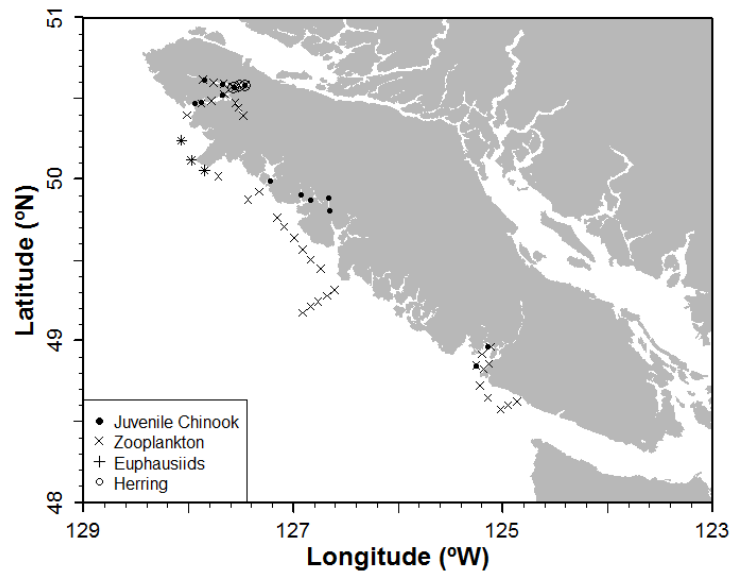 51
50
49
48
Latitude (ºN)
Juvenile Chinook
Zooplankton
Euphausiids
Herring
129
127
125
123
Longitude (ºW)